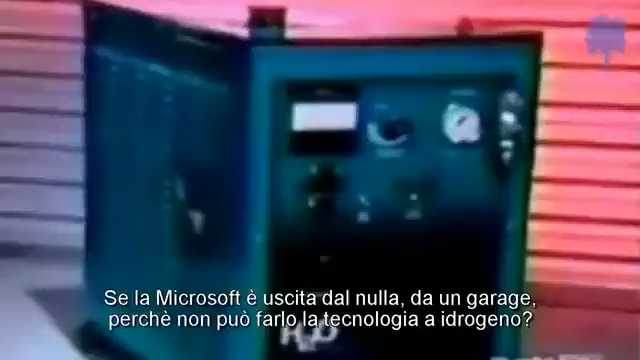 Se la Microsoft è uscita dal nulla, da un garage,
perchè non può farlo la tecnologia a idrogeno?